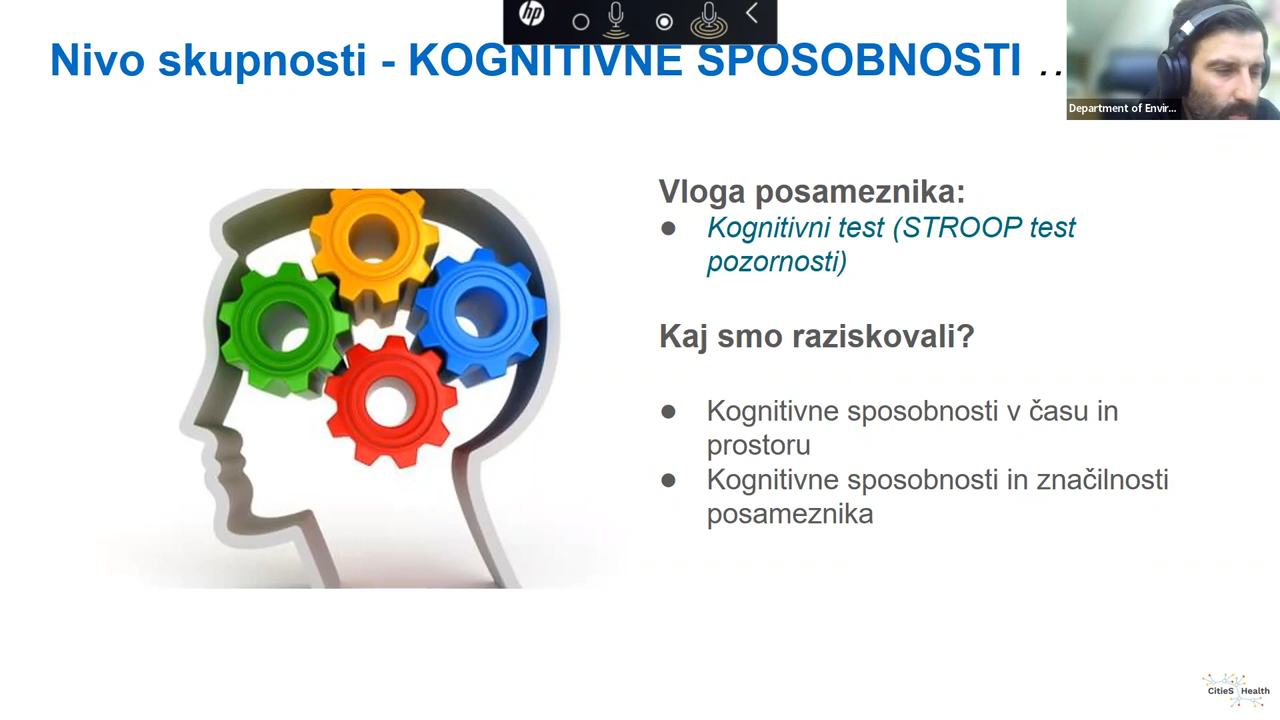 hp
Nivo skupnosti - KOGNITIVNE SPOSOBNOSTI ..
Department of Envir...
Vloga posameznika:
● Kognitivni test (STROOP test
pozornosti)
Kaj smo raziskovali?
● Kognitivne sposobnosti v času in
prostoru
● Kognitivne sposobnosti in značilnosti
posameznika
CitieS Health